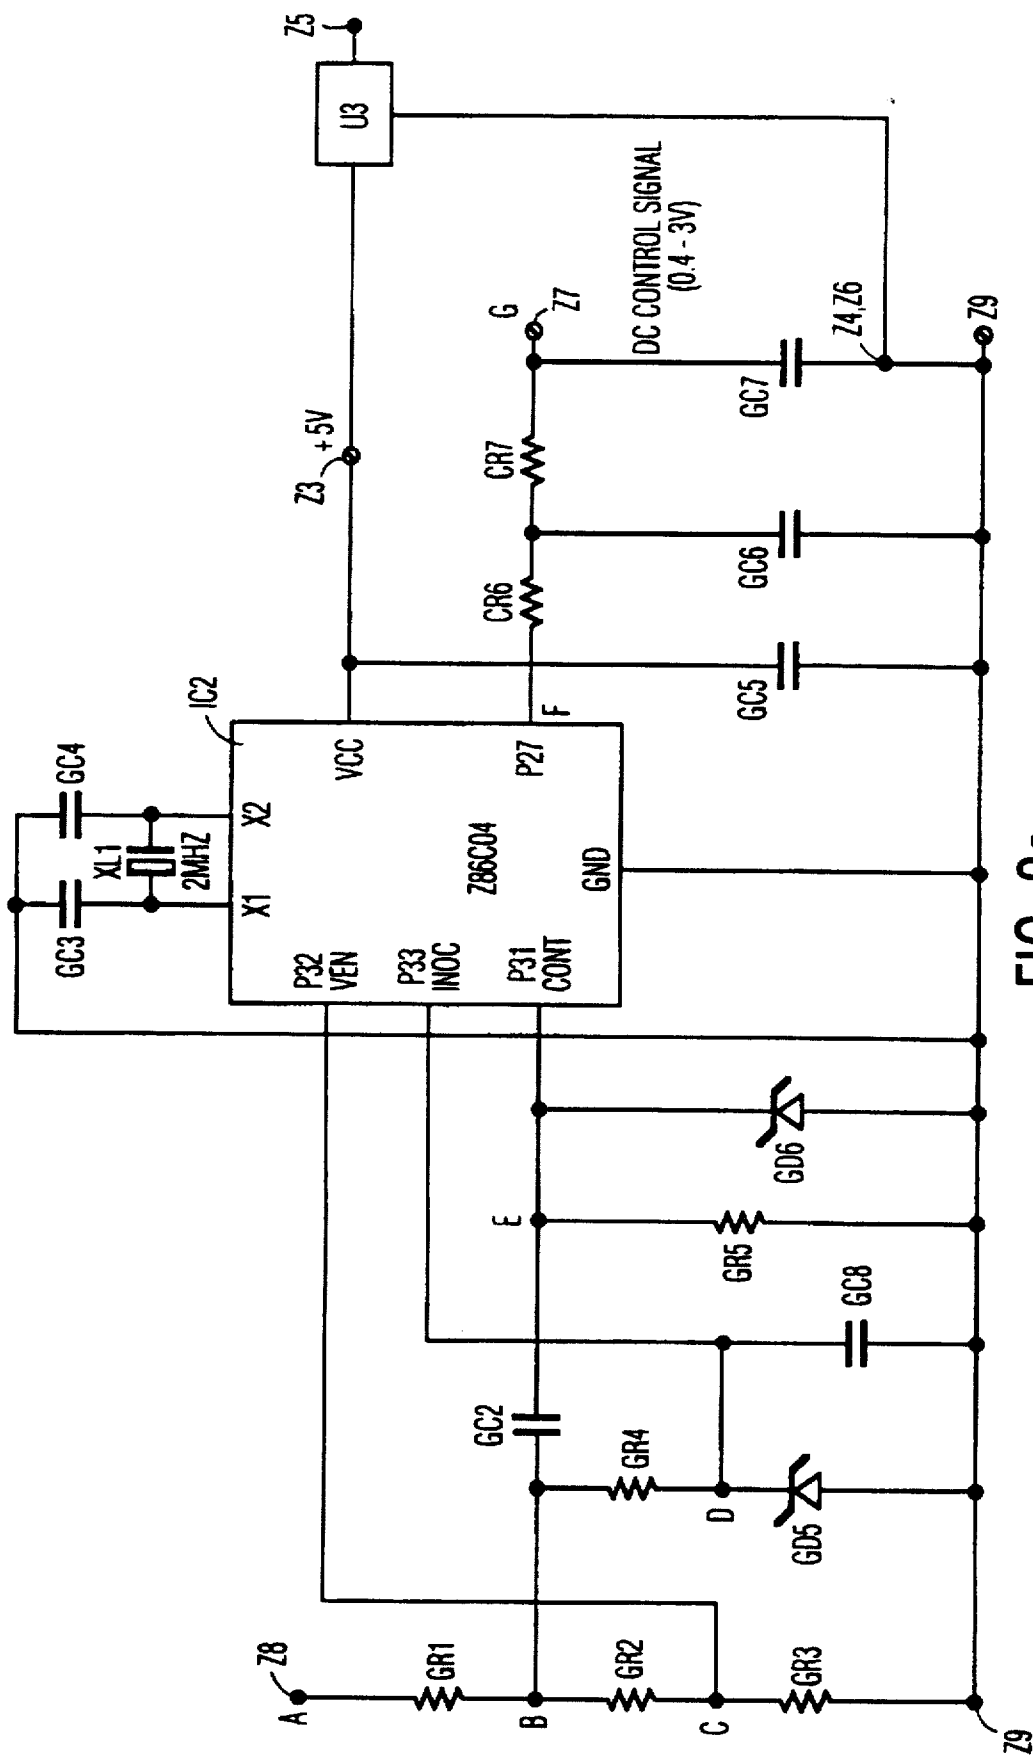 Z5
U3
Z3
+5V
IC2
GC3
GC4
XL1
2MHZ
X1
X2
VCC
Z86C04
P32
VEN
P33
INOC
P31
CONT
GND
P27
F
CR6
CR7
G
Z7
DC CONTROL SIGNAL
(0.4 - 3V)
GC5
GC6
GC7
Z4,Z6
Z9
Z8
A
GR1
B
GR2
C
GR3
Z9
GC2
GR4
D
GD5
GC8
E
GR5
GD6
FIG.